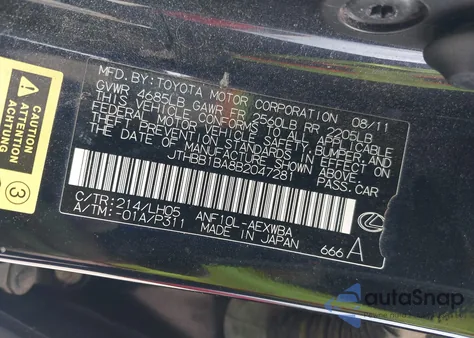 MFD. BY: TOYOTA MOTOR CORPORATION 08/11
GVWR 4685LB GAWR FR 2560LB RR 2205LB
THIS VEHICLE CONFORMS TO ALL APPLICABLE
FEDERAL MOTOR VEHICLE SAFETY, BUMPER,
AND THEFT PREVENTION STANDARDS IN EFFECT ON
THE DATE OF MANUFACTURE SHOWN ABOVE.
JTHBB1BA8B2047281 PASS.CAR
C/TR: 214/LH05 ANF10L-AEXWBA
A/TM: -01A/P311 MADE IN JAPAN
666 A
ATTENTION
ACHTUNG
autoSnap